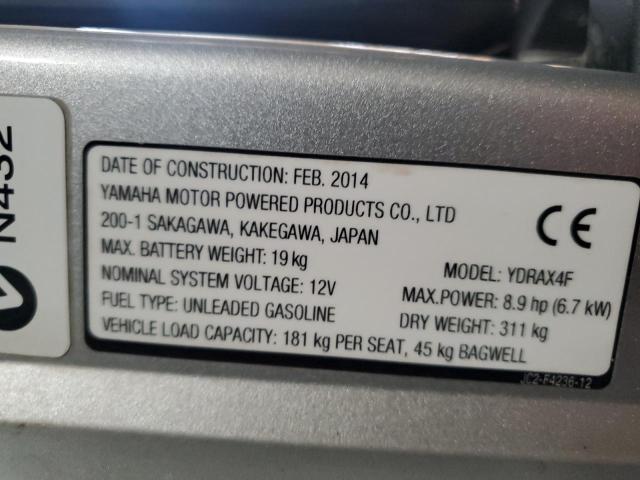 N432
DATE OF CONSTRUCTION: FEB. 2014
YAMAHA MOTOR POWERED PRODUCTS CO., LTD
200-1 SAKAGAWA, KAKEGAWA, JAPAN
MAX. BATTERY WEIGHT: 19 kg
NOMINAL SYSTEM VOLTAGE: 12V
FUEL TYPE: UNLEADED GASOLINE
VEHICLE LOAD CAPACITY: 181 kg PER SEAT, 45 kg BAGWELL
CE
MODEL: YDRAX4F
MAX.POWER: 8.9 hp (6.7 kW)
DRY WEIGHT: 311 kg
JC2-F4236-12